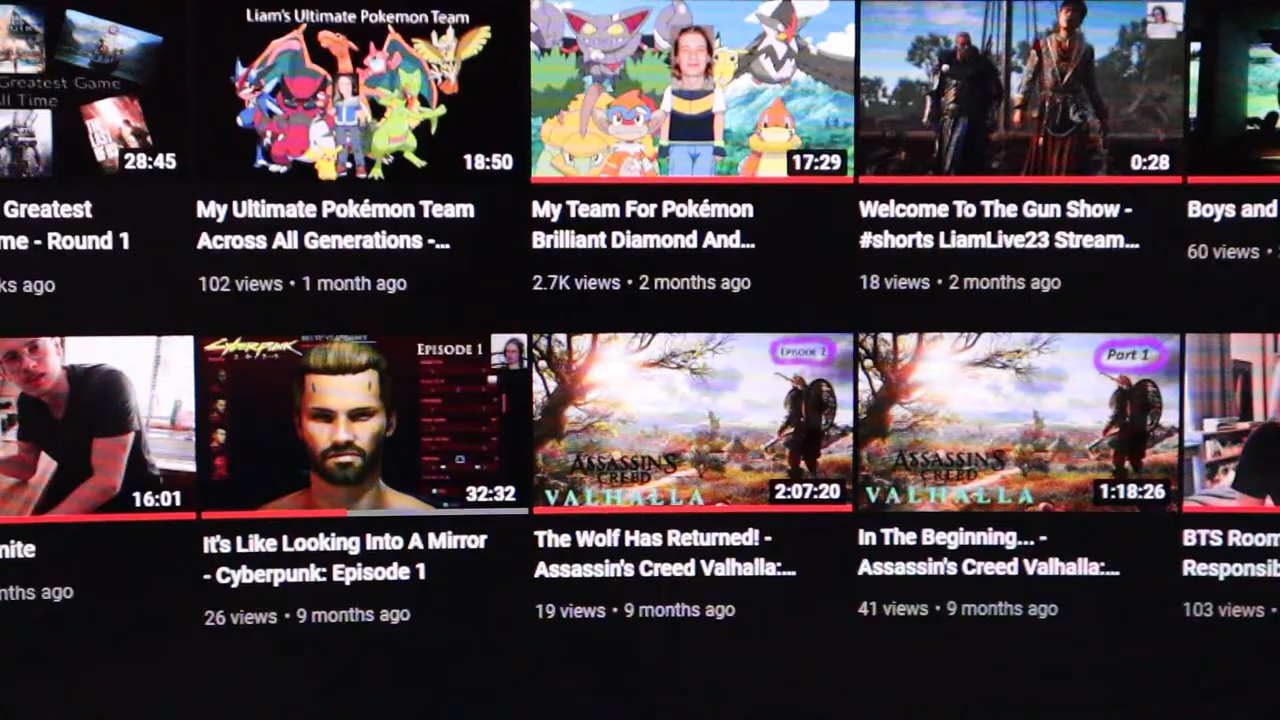 Greatest Game
ll Time
28:45
Liam's Ultimate Pokemon Team
18:50
17:29
0:28
Greatest
me - Round 1
ks ago
My Ultimate Pokémon Team
Across All Generations -...
102 views • 1 month ago
My Team For Pokémon
Brilliant Diamond And...
2.7K views • 2 months ago
Welcome To The Gun Show -
#shorts LiamLive23 Stream...
18 views • 2 months ago
Boys and
60 views •
16:01
CYBERPUNK
2077
EPISODE 1
32:32
EPISODE 2
ASSASSIN'S
CREED
VALHALLA
2:07:20
Part 1
ASSASSIN'S
CREED
VALHALLA
1:18:26
nite
nths ago
It's Like Looking Into A Mirror
- Cyberpunk: Episode 1
26 views • 9 months ago
The Wolf Has Returned! -
Assassin's Creed Valhalla:...
19 views • 9 months ago
In The Beginning... -
Assassin's Creed Valhalla:...
41 views • 9 months ago
BTS Room
Responsib
103 views •